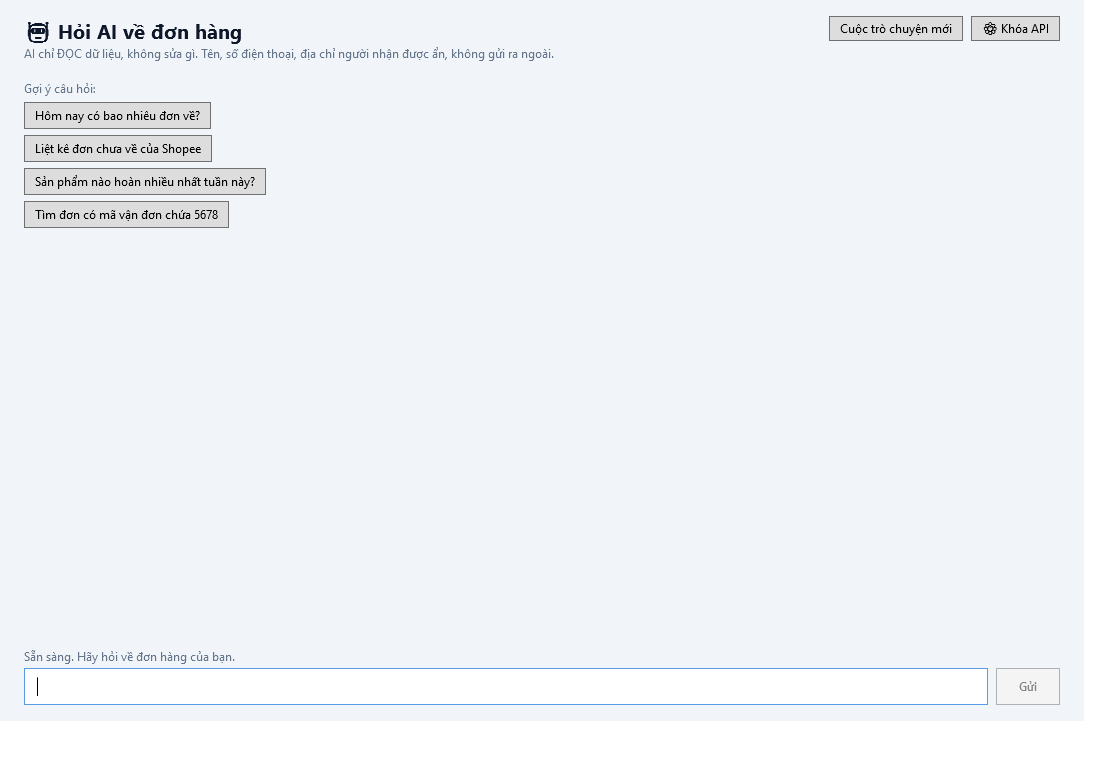 Hỏi AI về đơn hàng
AI chỉ ĐỌC dữ liệu, không sửa gì. Tên, số điện thoại, địa chỉ người nhận được ẩn, không gửi ra ngoài.
Cuộc trò chuyện mới
Khóa API
Gợi ý câu hỏi:
Hôm nay có bao nhiêu đơn về?
Liệt kê đơn chưa về của Shopee
Sản phẩm nào hoàn nhiều nhất tuần này?
Tìm đơn có mã vận đơn chứa 5678
Sẵn sàng. Hãy hỏi về đơn hàng của bạn.
Gửi